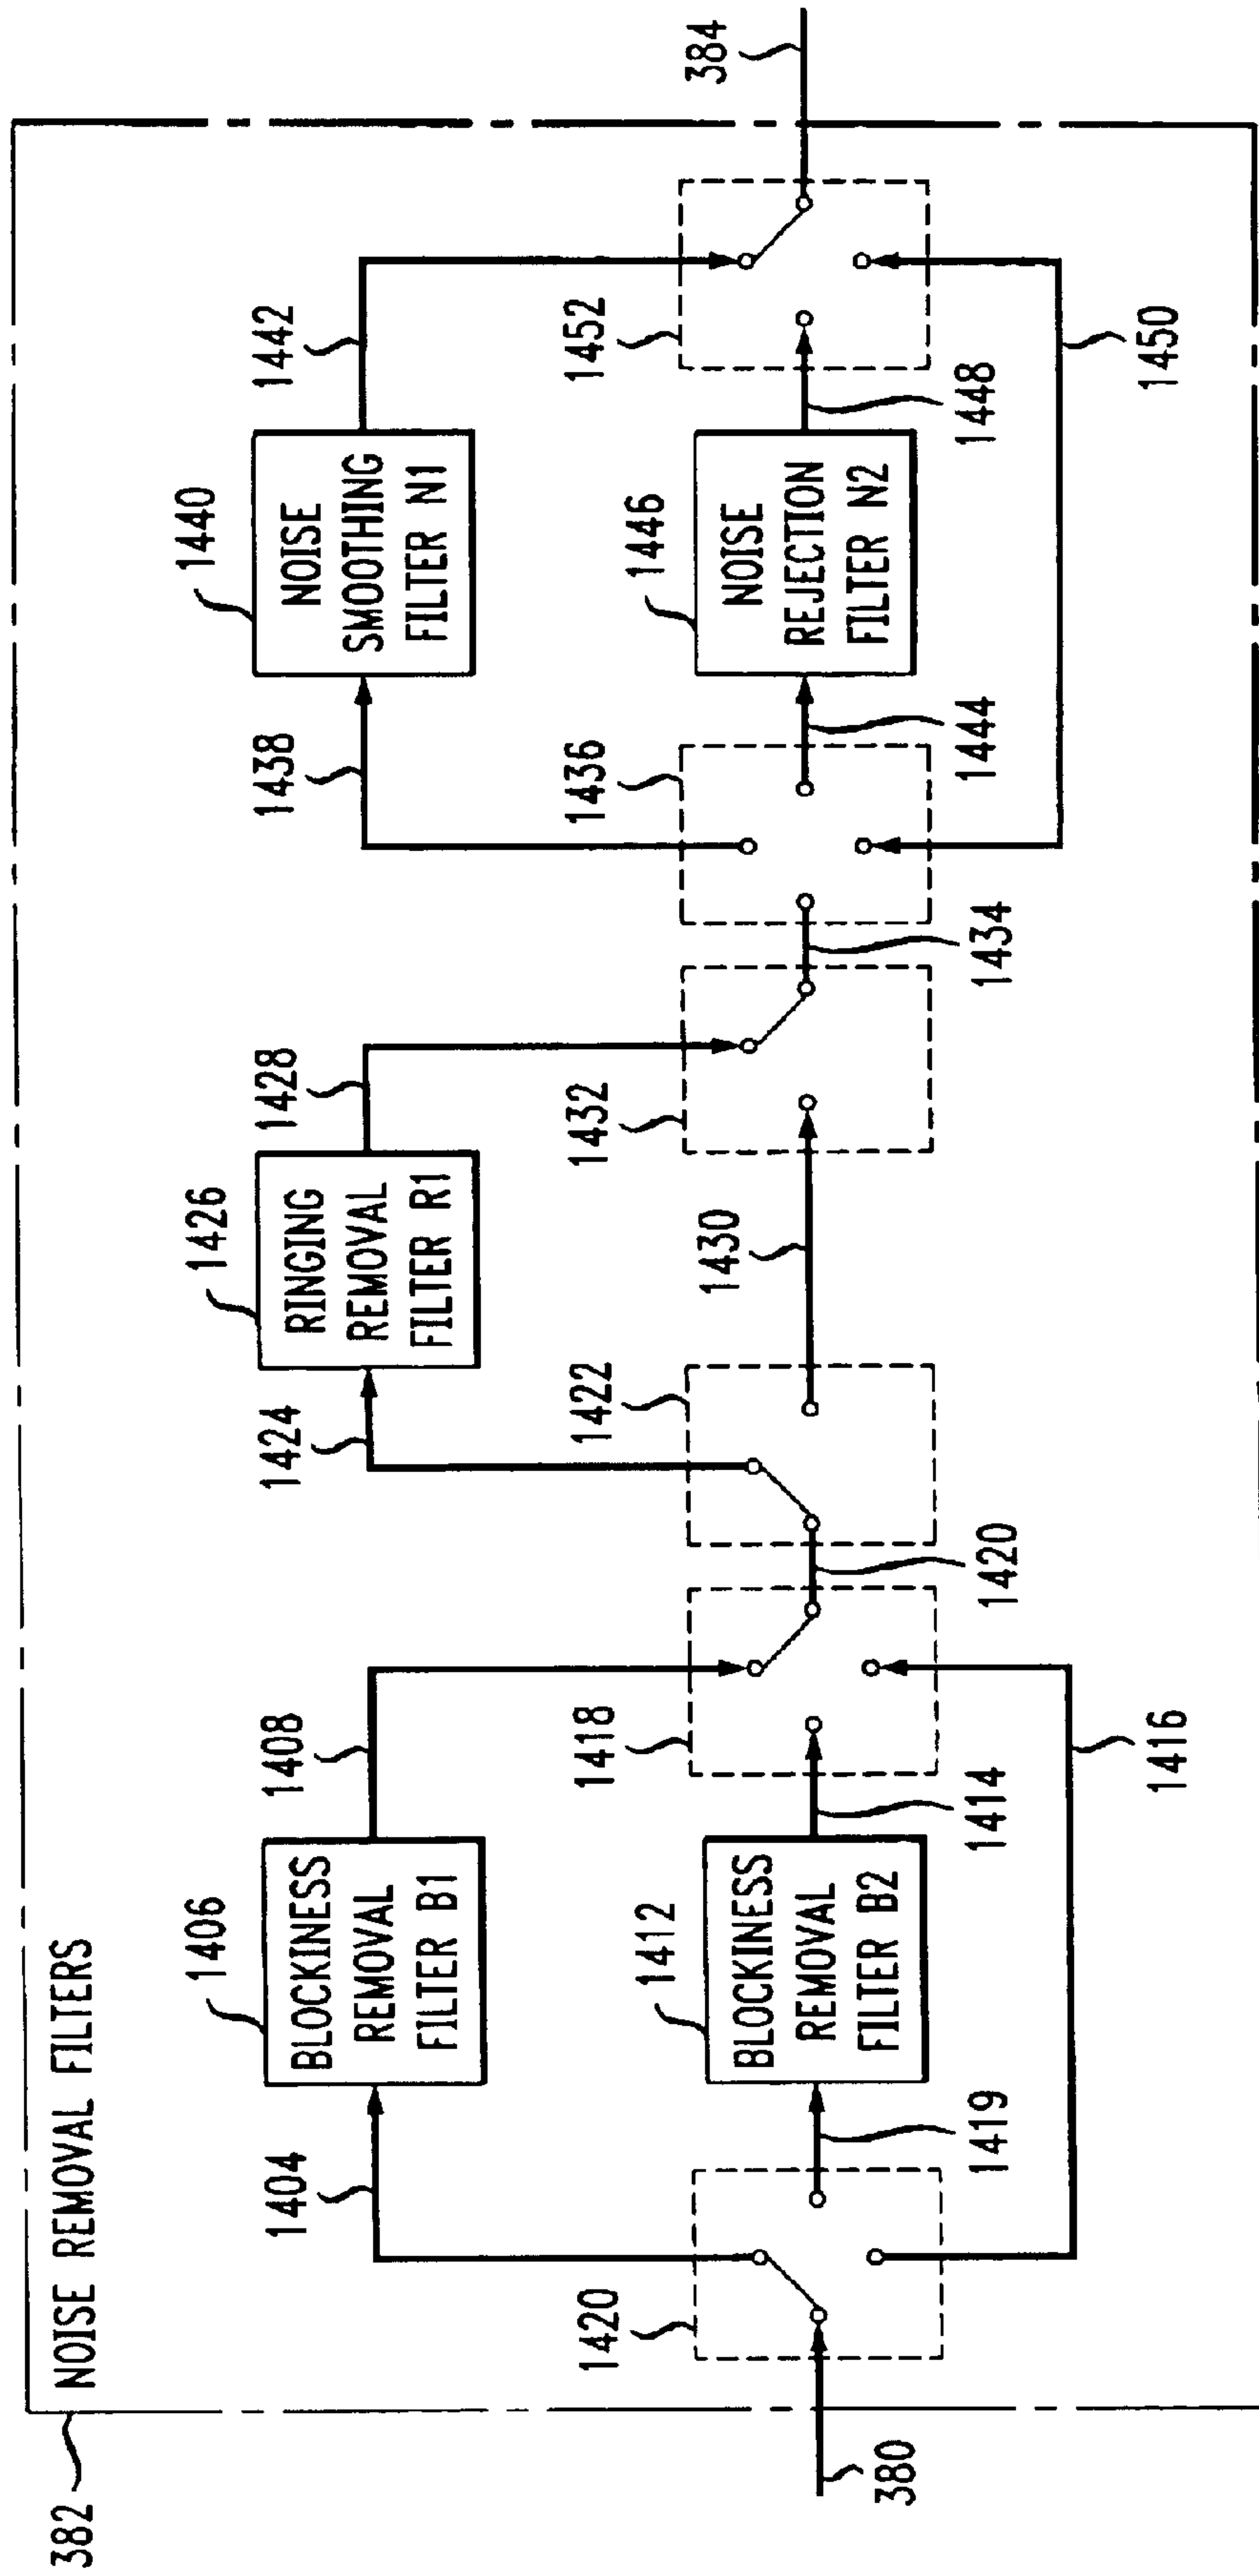 382
NOISE REMOVAL FILTERS
380
1420
1404
1406
BLOCKINESS
REMOVAL
FILTER B1
1408
1419
1412
BLOCKINESS
REMOVAL
FILTER B2
1414
1416
1418
1420
1422
1424
1426
RINGING
REMOVAL
FILTER R1
1428
1430
1432
1434
1436
1438
1440
NOISE
SMOOTHING
FILTER N1
1442
1444
1446
NOISE
REJECTION
FILTER N2
1448
1450
1452
384